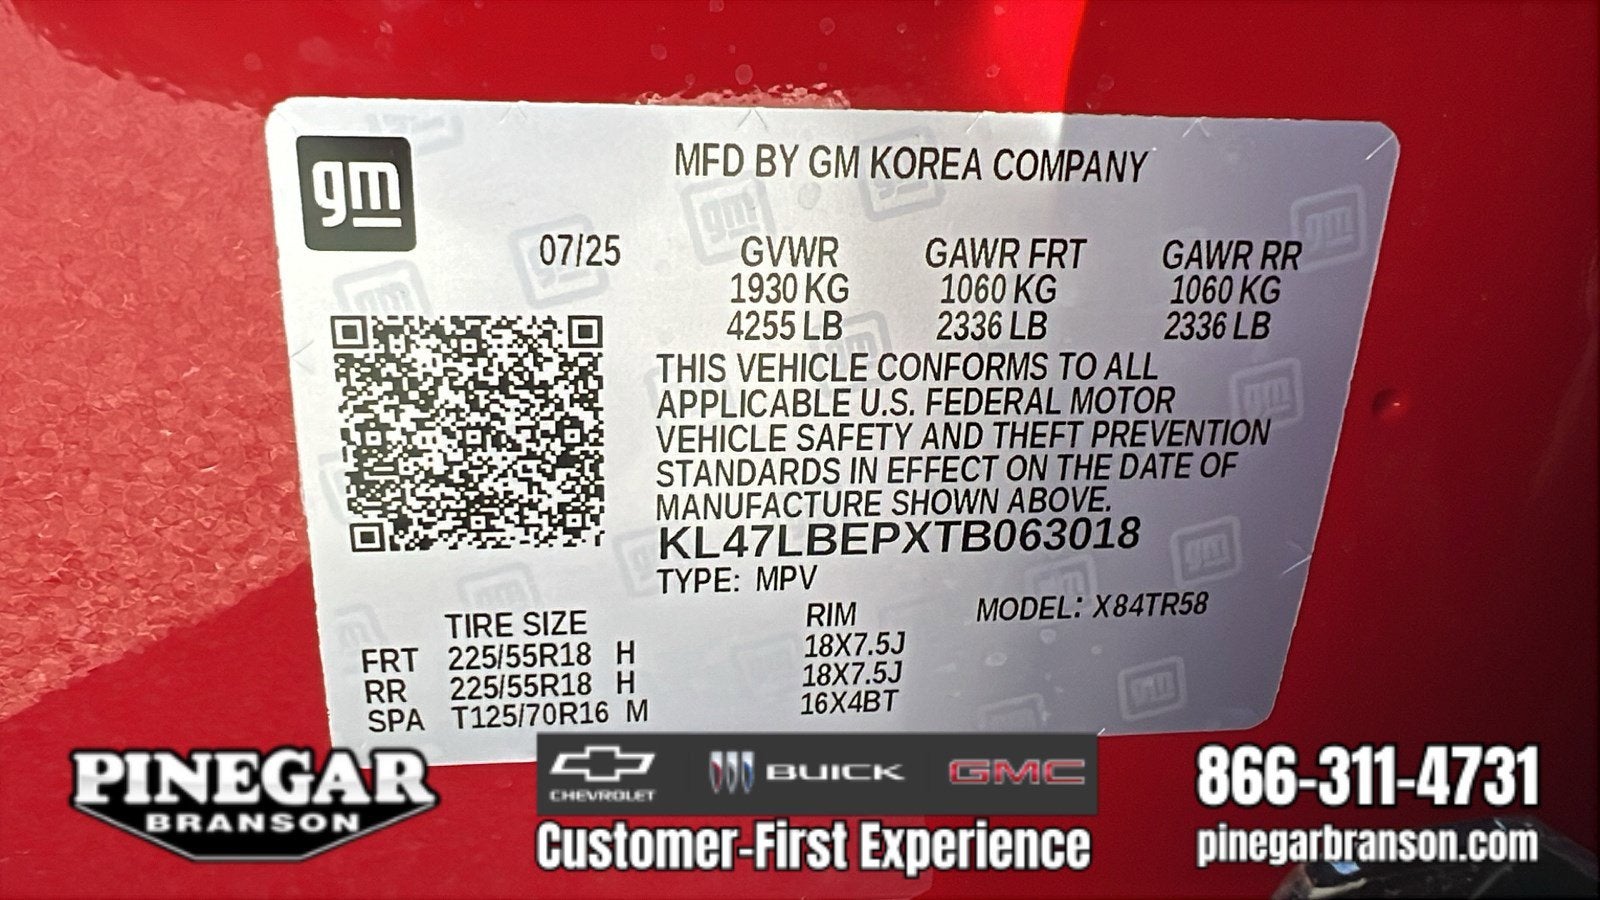 gm
MFD BY GM KOREA COMPANY
07/25 GVWR GAWR FRT GAWR RR
1930 KG 1060 KG 1060 KG
4255 LB 2336 LB 2336 LB
THIS VEHICLE CONFORMS TO ALL
APPLICABLE U.S. FEDERAL MOTOR
VEHICLE SAFETY AND THEFT PREVENTION
STANDARDS IN EFFECT ON THE DATE OF
MANUFACTURE SHOWN ABOVE.
KL47LBEPXTB063018
TYPE: MPV
TIRE SIZE RIM MODEL: X84TR58
FRT 225/55R18 H 18X7.5J
RR 225/55R18 H 18X7.5J
SPA T125/70R16 M 16X4BT
PINEGAR
BRANSON
CHEVROLET
BUICK
GMC
Customer-First Experience
866-311-4731
pinegarbranson.com